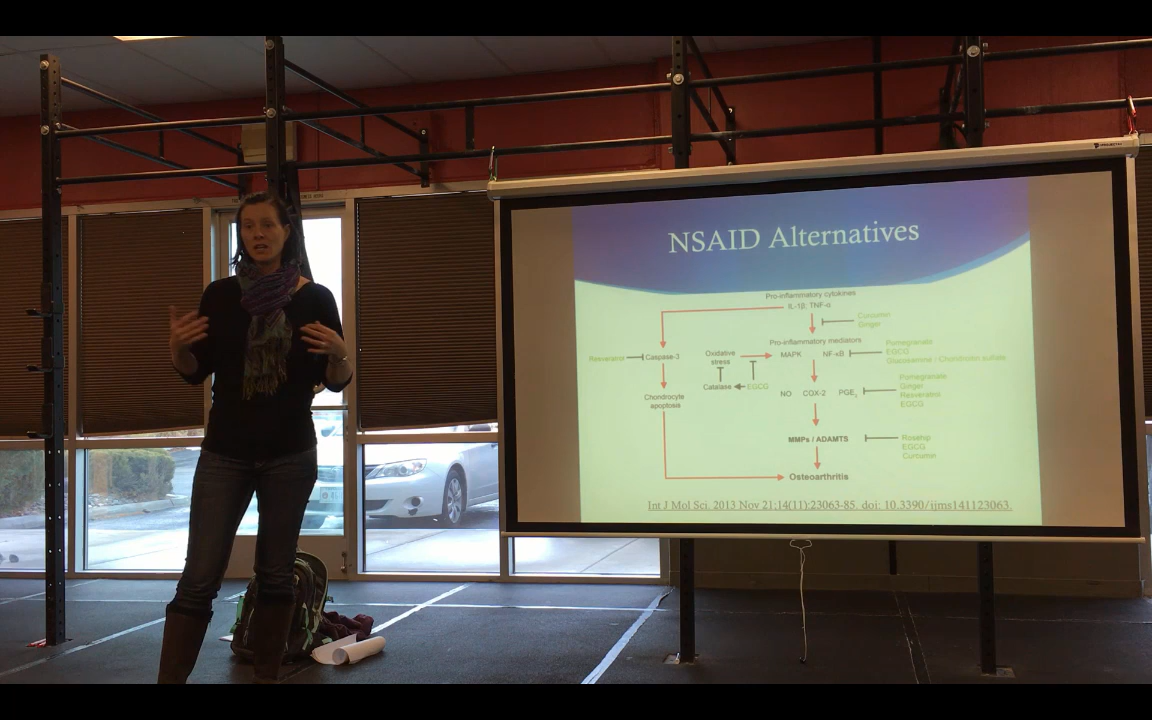 NSAID Alternatives
Pro-inflammatory cytokines
IL-1β; TNF-α
Curcumin
Ginger
Pro-inflammatory mediators
MAPK NF-κB
Pomegranate
EGCG
Glucosamine / Chondroitin sulfate
Resveratrol
Caspase-3
Oxidative
stress
Catalase
EGCG
Chondrocyte
apoptosis
NO COX-2 PGE₂
Pomegranate
Ginger
Resveratrol
EGCG
MMPs / ADAMTS
Rosehip
EGCG
Curcumin
Osteoarthritis
Int J Mol Sci. 2013 Nov 21;14(11):23063-85. doi: 10.3390/ijms141123063.